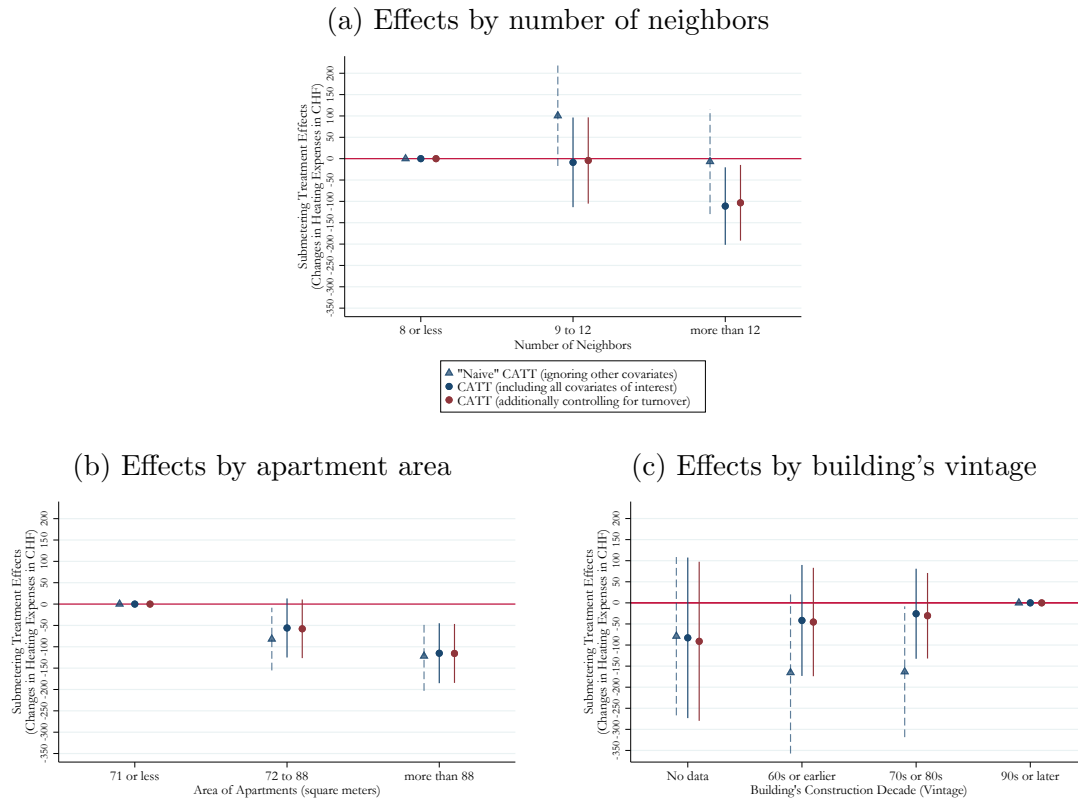 (a) Effects by number of neighbors
Submetering Treatment Effects
(Changes in Heating Expenses in CHF)
-350 -300 -250 -200 -150 -100 -50 0 50 100 150 200
8 or less 9 to 12 more than 12
Number of Neighbors
"Naive" CATT (ignoring other covariates)
CATT (including all covariates of interest)
CATT (additionally controlling for turnover)
(b) Effects by apartment area
Submetering Treatment Effects
(Changes in Heating Expenses in CHF)
-350 -300 -250 -200 -150 -100 -50 0 50 100 150 200
71 or less 72 to 88 more than 88
Area of Apartments (square meters)
(c) Effects by building's vintage
Submetering Treatment Effects
(Changes in Heating Expenses in CHF)
-350 -300 -250 -200 -150 -100 -50 0 50 100 150 200
No data 60s or earlier 70s or 80s 90s or later
Building's Construction Decade (Vintage)